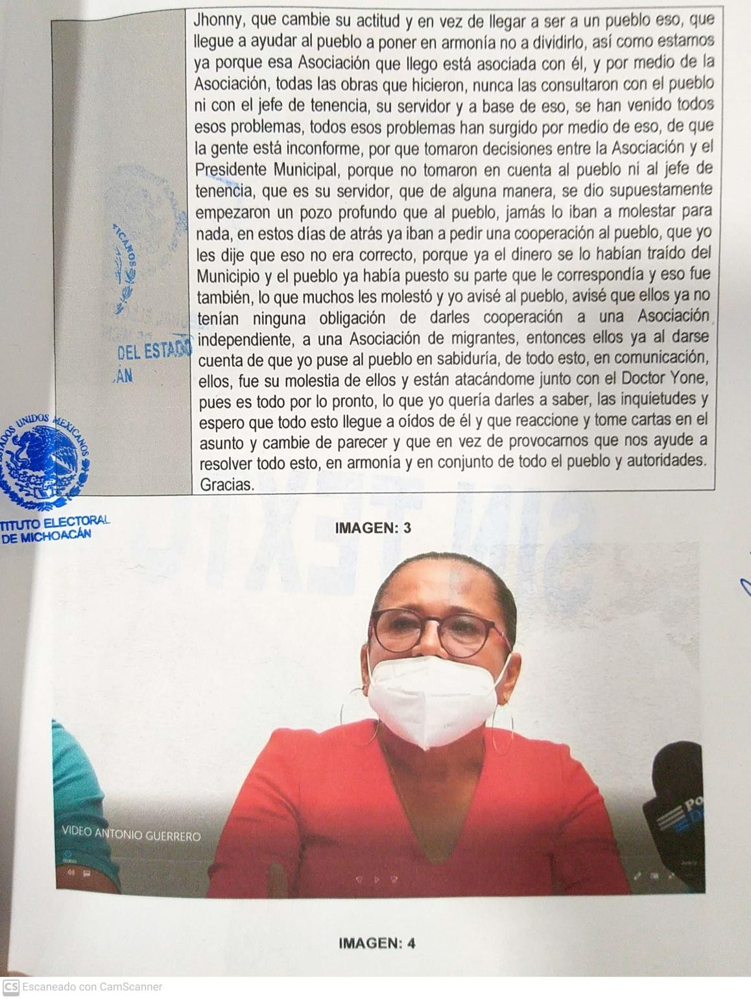 Jhonny, que cambie su actitud y en vez de llegar a ser a un pueblo eso, que
llegue a ayudar al pueblo a poner en armonía no a dividirlo, así como estamos
ya porque esa Asociación que llego está asociada con él, y por medio de la
Asociación, todas las obras que hicieron, nunca las consultaron con el pueblo
ni con el jefe de tenencia, su servidor y a base de eso, se han venido todos
esos problemas, todos esos problemas han surgido por medio de eso, de que
la gente está inconforme, por que tomaron decisiones entre la Asociación y el
Presidente Municipal, porque no tomaron en cuenta al pueblo ni al jefe de
tenencia, que es su servidor, que de alguna manera, se dio supuestamente
empezaron un pozo profundo que al pueblo, jamás lo iban a molestar para
nada, en estos días de atrás ya iban a pedir una cooperación al pueblo, que yo
les dije que eso no era correcto, porque ya el dinero se lo habían traído del
Municipio y el pueblo ya había puesto su parte que le correspondía y eso fue
también, lo que muchos les molestó y yo avisé al pueblo, avisé que ellos ya no
tenían ninguna obligación de darles cooperación a una Asociación
independiente, a una Asociación de migrantes, entonces ellos ya al darse
cuenta de que yo puse al pueblo en sabiduría, de todo esto, en comunicación,
ellos, fue su molestia de ellos y están atacándome junto con el Doctor Yone,
pues es todo por lo pronto, lo que yo quería darles a saber, las inquietudes y
espero que todo esto llegue a oídos de él y que reaccione y tome cartas en el
asunto y cambie de parecer y que en vez de provocarnos que nos ayude a
resolver todo esto, en armonía y en conjunto de todo el pueblo y autoridades.
Gracias.
ICANOS
DEL ESTADO
ÁN
ADOS UNIDOS MEXICANOS
TITUTO ELECTORAL
DE MICHOACÁN
IMAGEN: 3
SIN TEXTO
Po
VIDEO ANTONIO GUERRERO
IMAGEN: 4
CS Escaneado con CamScanner